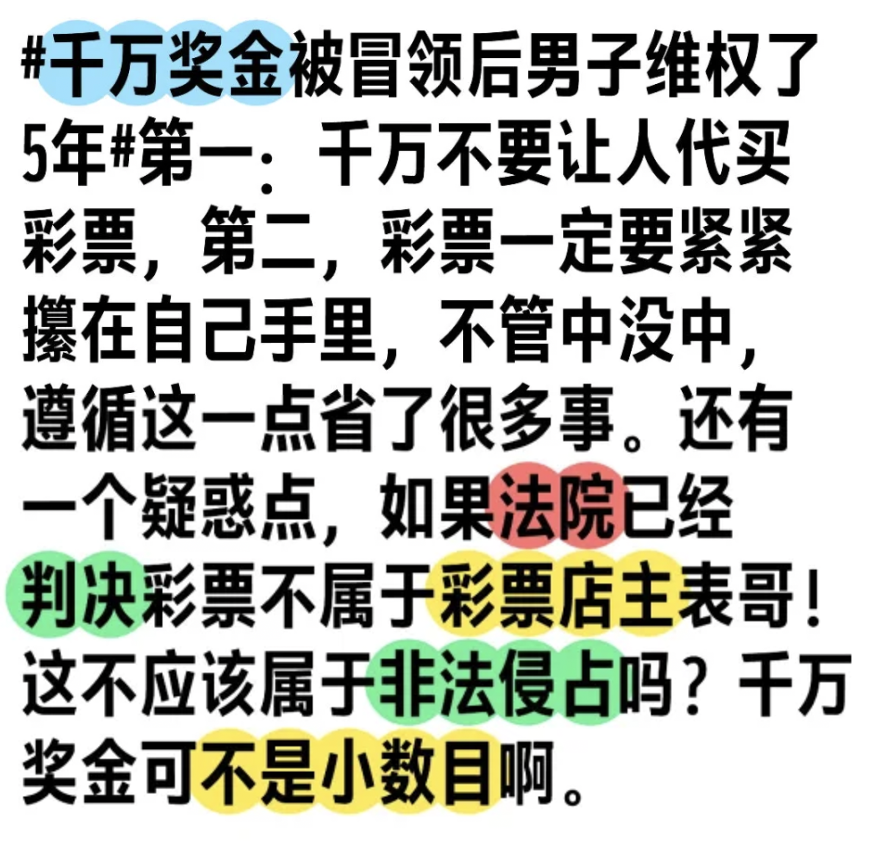 #千万奖金被冒领后男子维权了
5年#第一：千万不要让人代买
彩票，第二，彩票一定要紧紧
攥在自己手里，不管中没中，
遵循这一点省了很多事。还有
一个疑惑点，如果法院已经
判决彩票不属于彩票店主表哥！
这不应该属于非法侵占吗？千万
奖金可不是小数目啊。